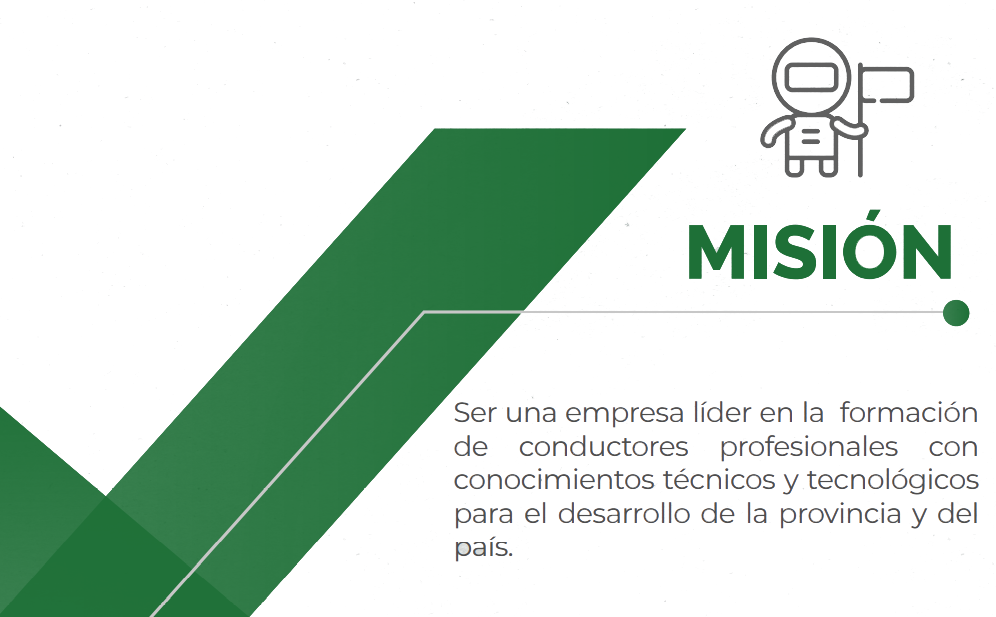 MISIÓN
Ser una empresa líder en la formación
de conductores profesionales con
conocimientos técnicos y tecnológicos
para el desarrollo de la provincia y del
país.